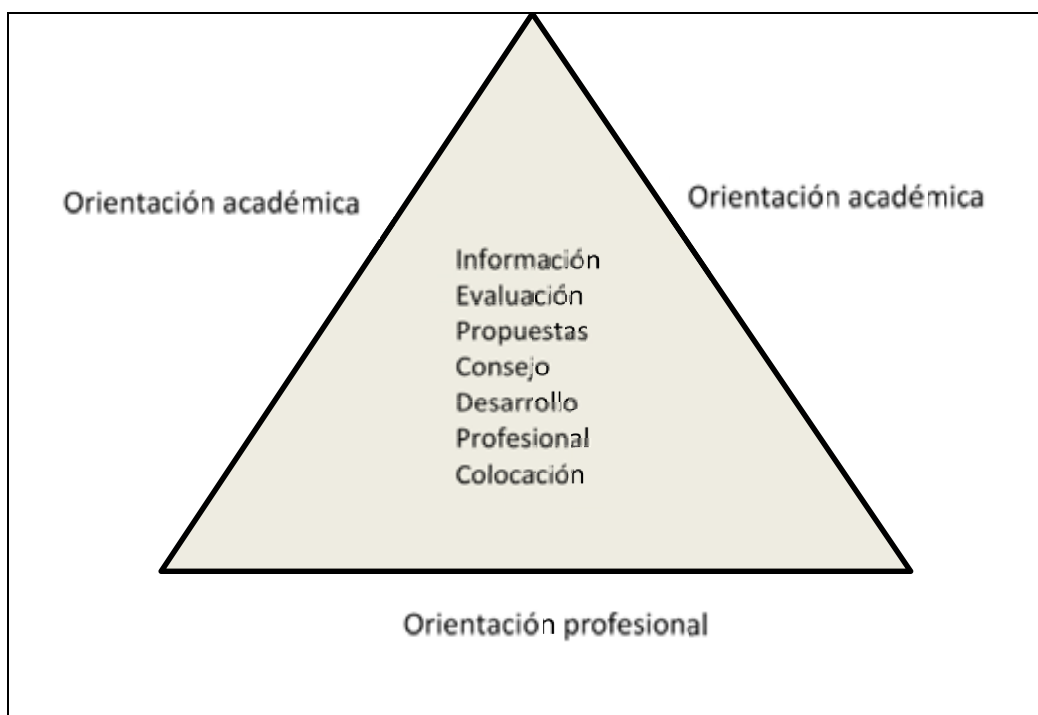 Orientación académica
Orientación académica
Información
Evaluación
Propuestas
Consejo
Desarrollo
Profesional
Colocación
Orientación profesional